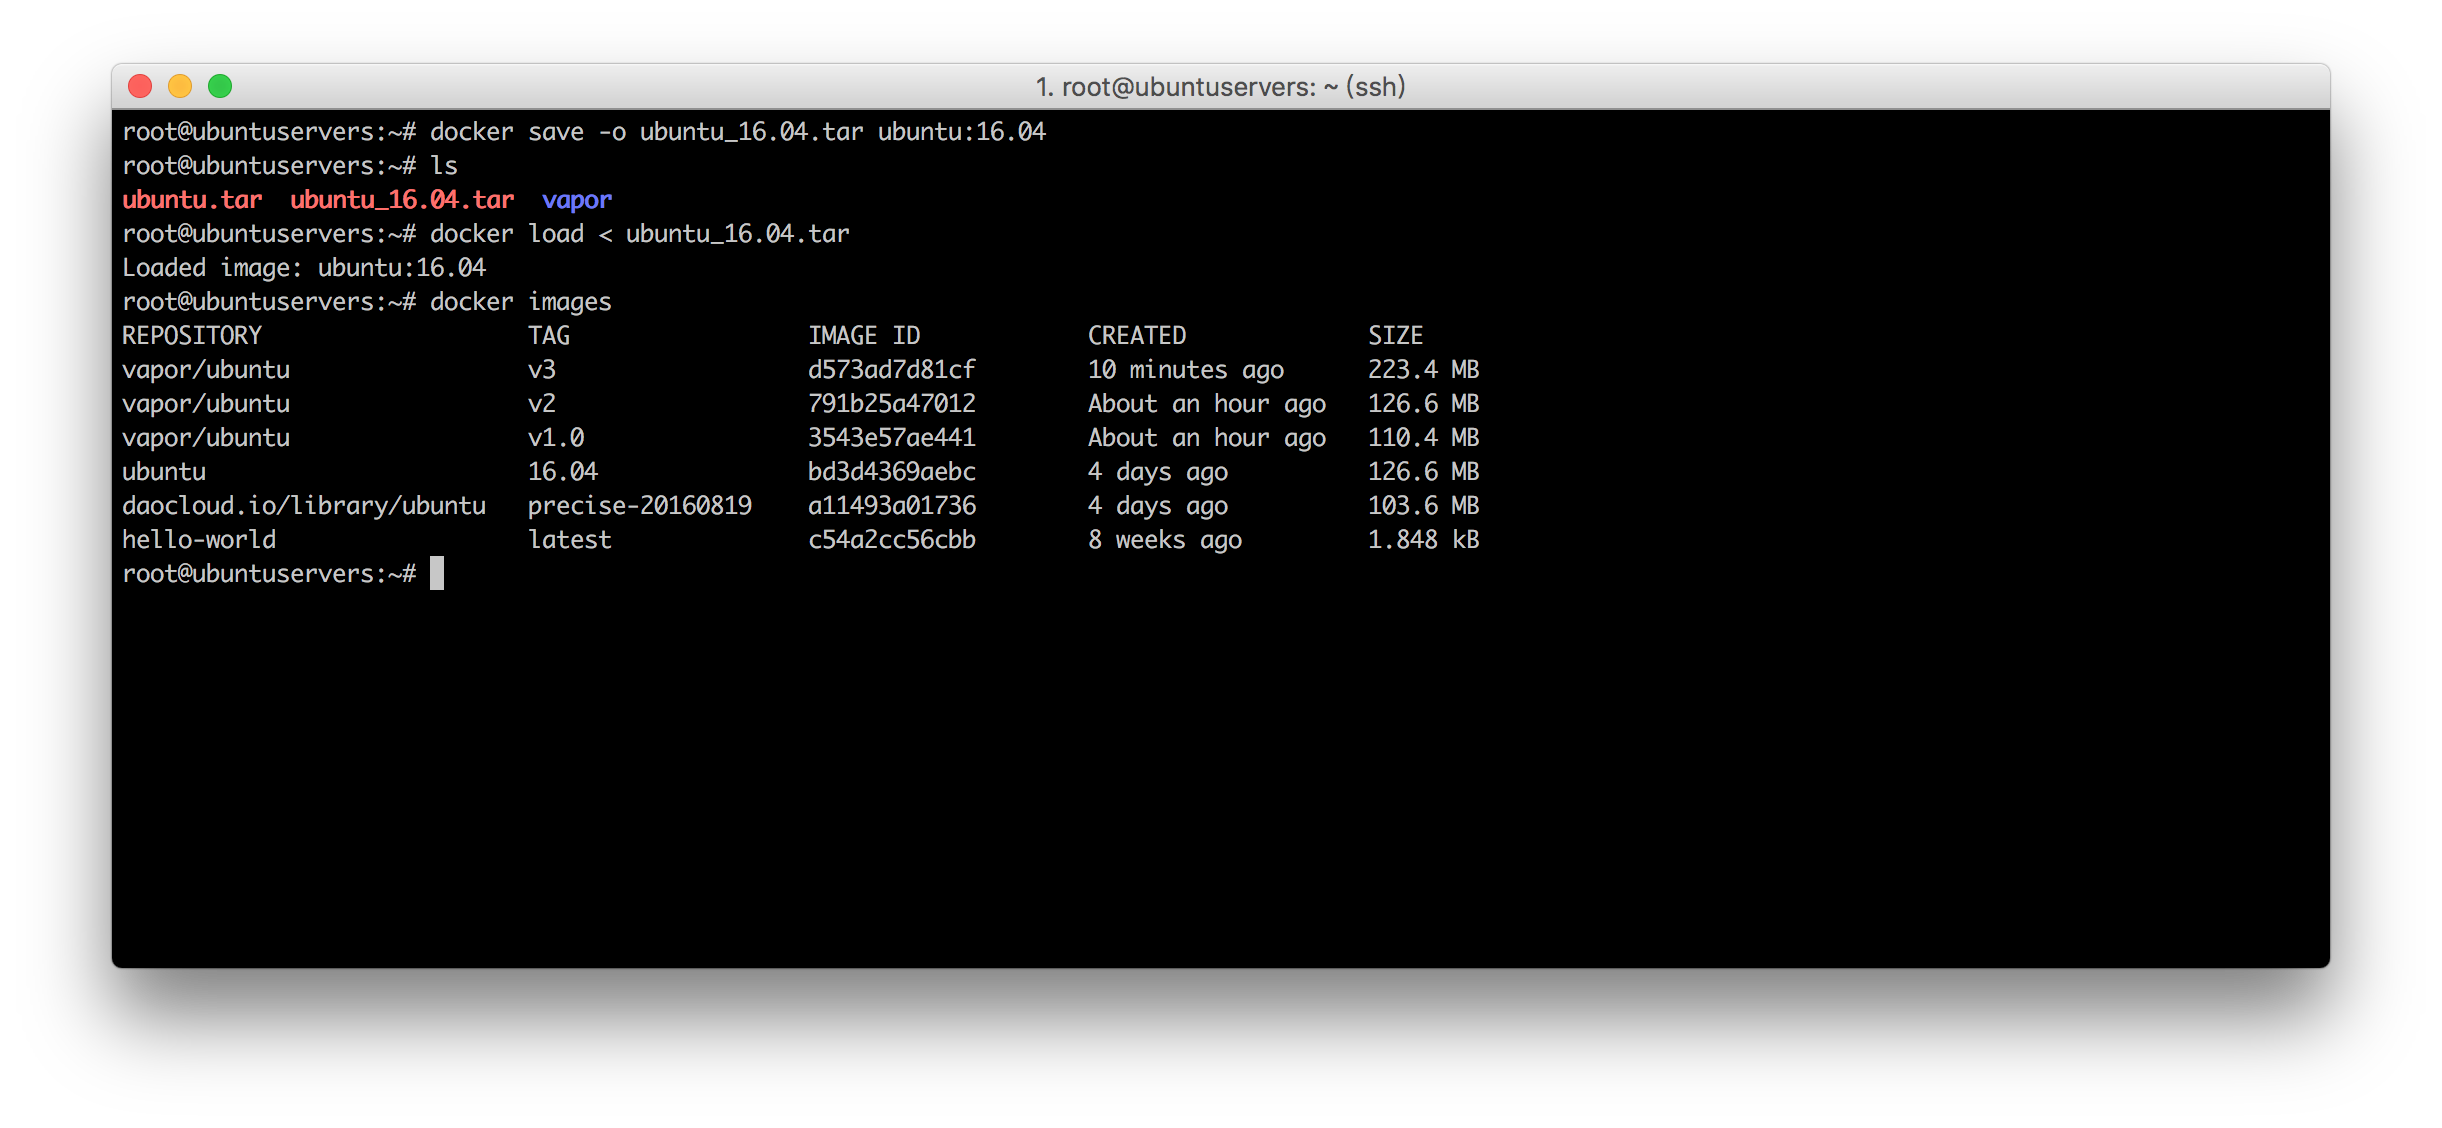 1. root@ubuntuservers: ~ (ssh)
root@ubuntuservers:~# docker save -o ubuntu_16.04.tar ubuntu:16.04
root@ubuntuservers:~# ls
ubuntu.tar  ubuntu_16.04.tar  vapor
root@ubuntuservers:~# docker load < ubuntu_16.04.tar
Loaded image: ubuntu:16.04
root@ubuntuservers:~# docker images
REPOSITORY                   TAG                 IMAGE ID            CREATED             SIZE
vapor/ubuntu                 v3                  d573ad7d81cf        10 minutes ago      223.4 MB
vapor/ubuntu                 v2                  791b25a47012        About an hour ago   126.6 MB
vapor/ubuntu                 v1.0                3543e57ae441        About an hour ago   110.4 MB
ubuntu                       16.04               bd3d4369aebc        4 days ago          126.6 MB
daocloud.io/library/ubuntu   precise-20160819    a11493a01736        4 days ago          103.6 MB
hello-world                  latest              c54a2cc56cbb        8 weeks ago         1.848 kB
root@ubuntuservers:~#